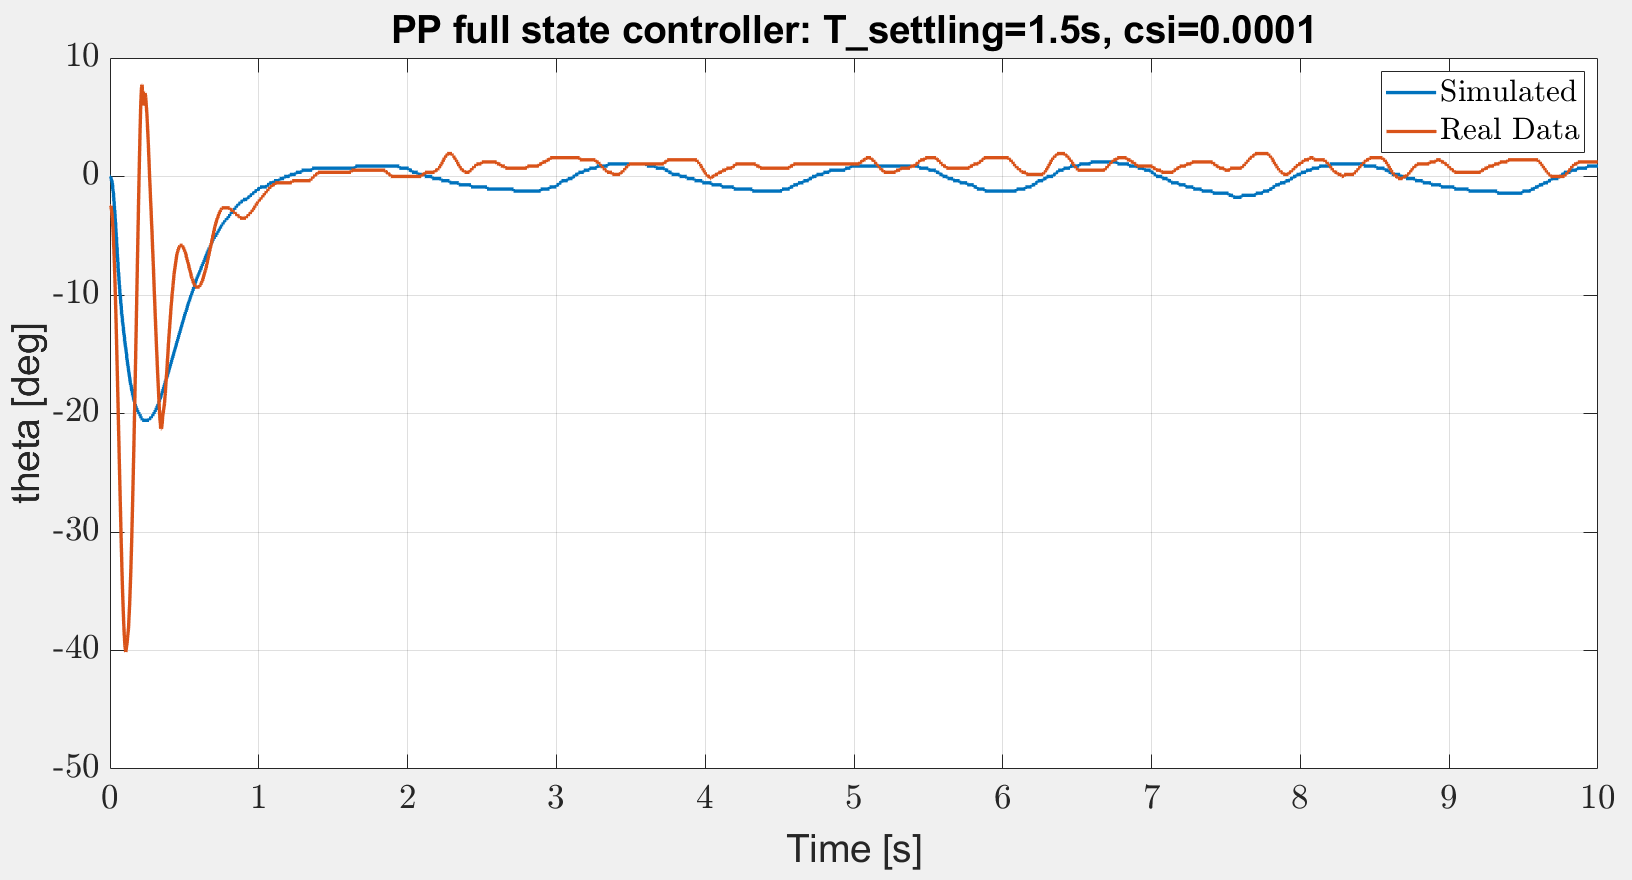 PP full state controller: T_settling=1.5s, csi=0.0001
Simulated
Real Data
10
0
-10
-20
-30
-40
-50
theta [deg]
0 1 2 3 4 5 6 7 8 9 10
Time [s]